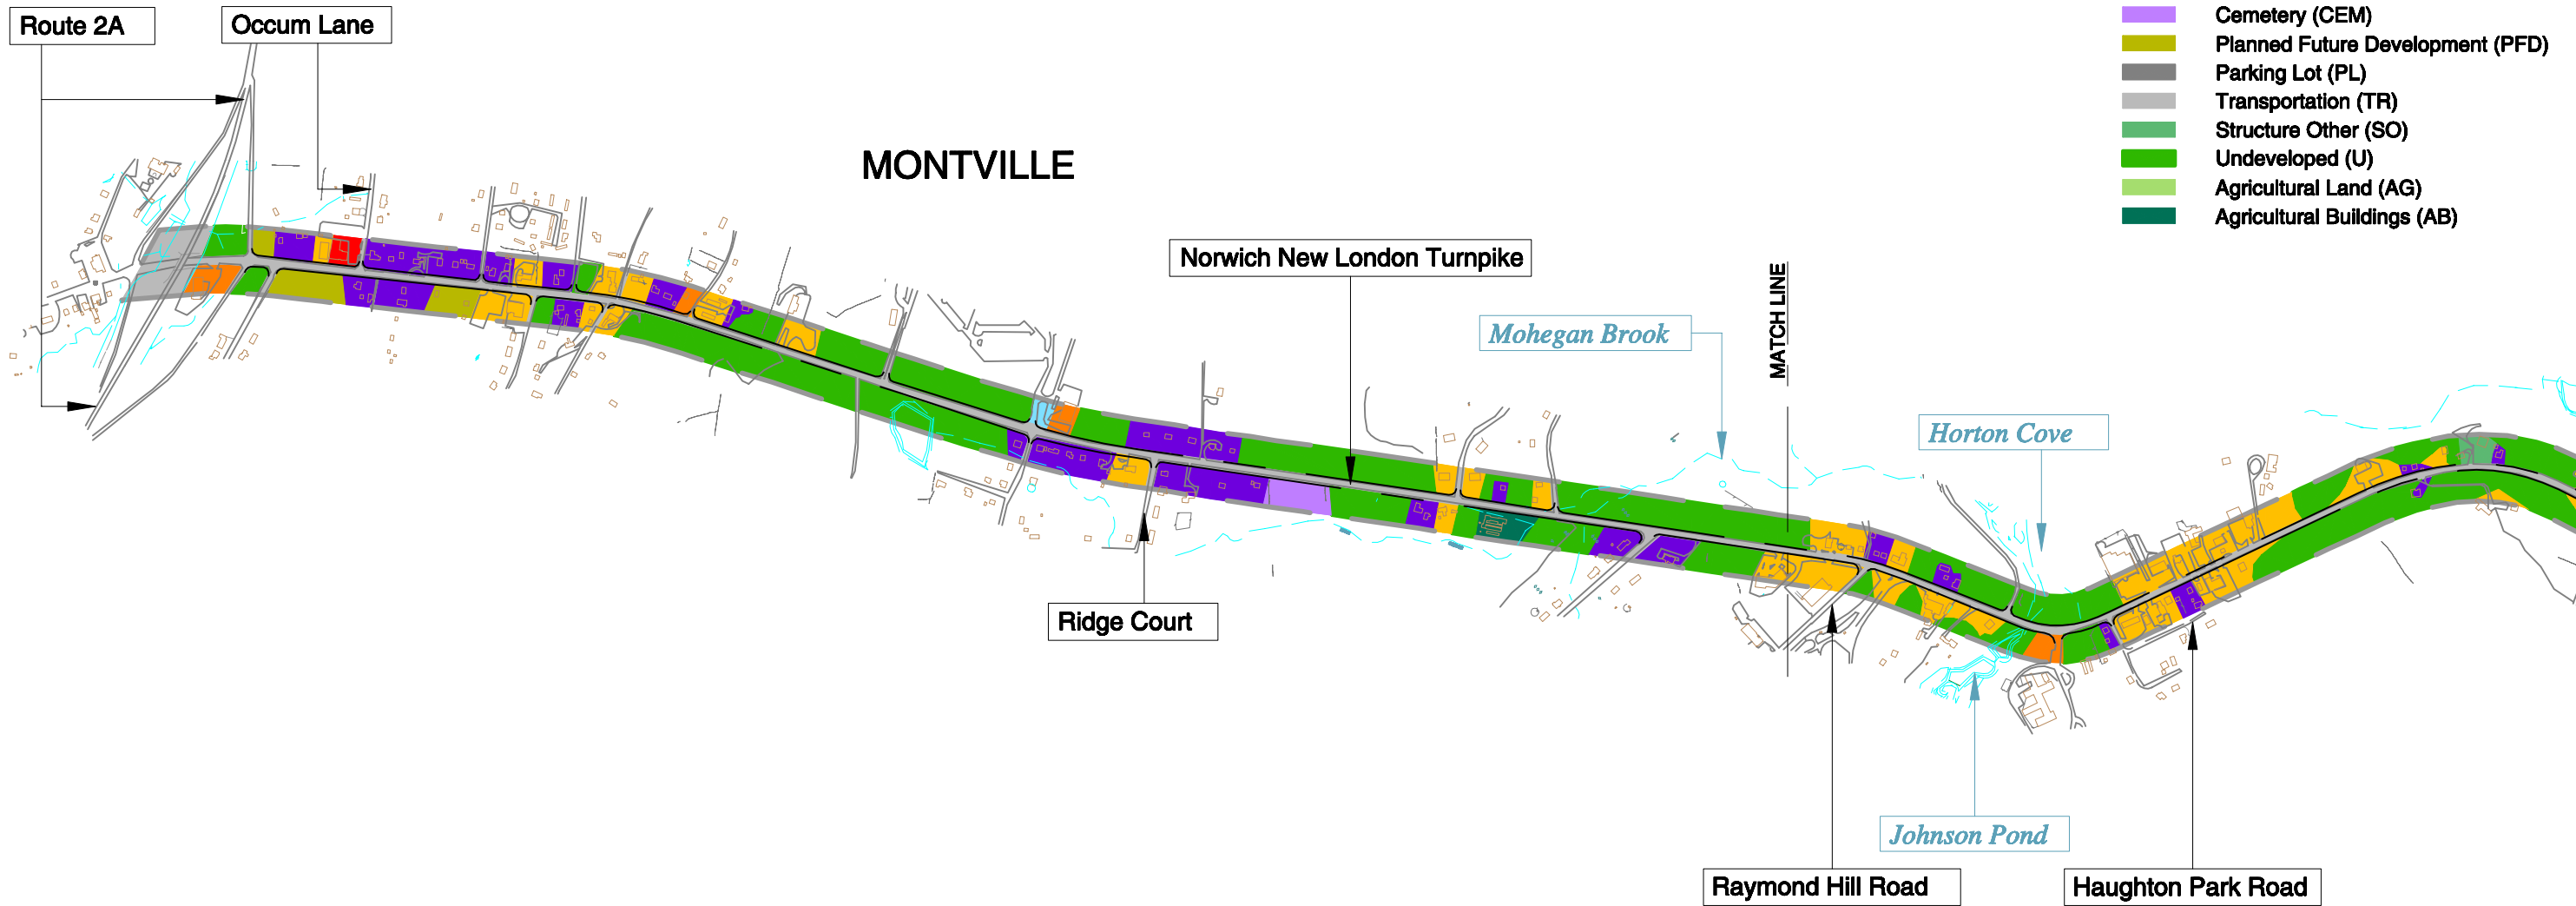 Route 2A
Occum Lane
Cemetery (CEM)
Planned Future Development (PFD)
Parking Lot (PL)
Transportation (TR)
Structure Other (SO)
Undeveloped (U)
Agricultural Land (AG)
Agricultural Buildings (AB)
MONTVILLE
Norwich New London Turnpike
MATCH LINE
Mohegan Brook
Horton Cove
Ridge Court
Johnson Pond
Raymond Hill Road
Haughton Park Road